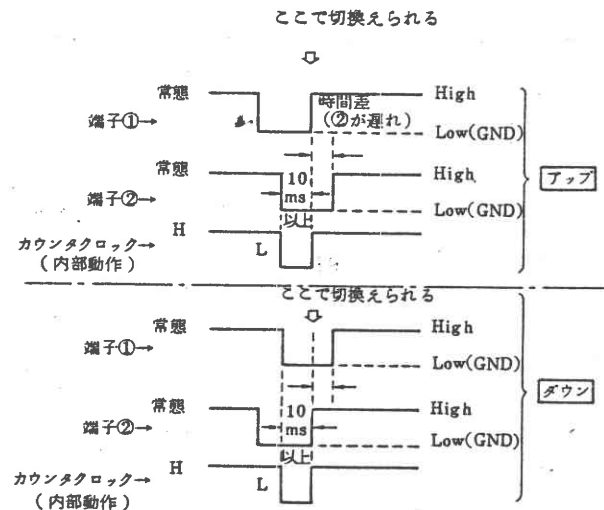 ここで切換えられる
常態
High
時間差
端子①→
(②が遅れ)
Low(GND)
常態
10
High
ms
端子②→
以上
Low(GND)
アップ
H
カウンタクロック→
L
(内部動作)
ここで切換えられる
常態
High
端子①→
Low(GND)
常態
10
High
ms
端子②→
以上
Low(GND)
ダウン
H
カウンタクロック→
L
(内部動作)